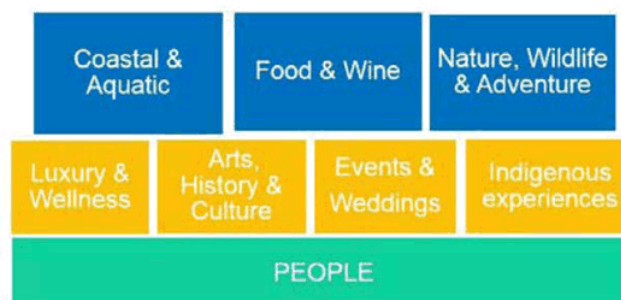 Coastal &
Aquatic
Food & Wine
Nature, Wildlife
& Adventure
Luxury &
Wellness
Arts,
History &
Culture
Events &
Weddings
Indigenous
experiences
PEOPLE